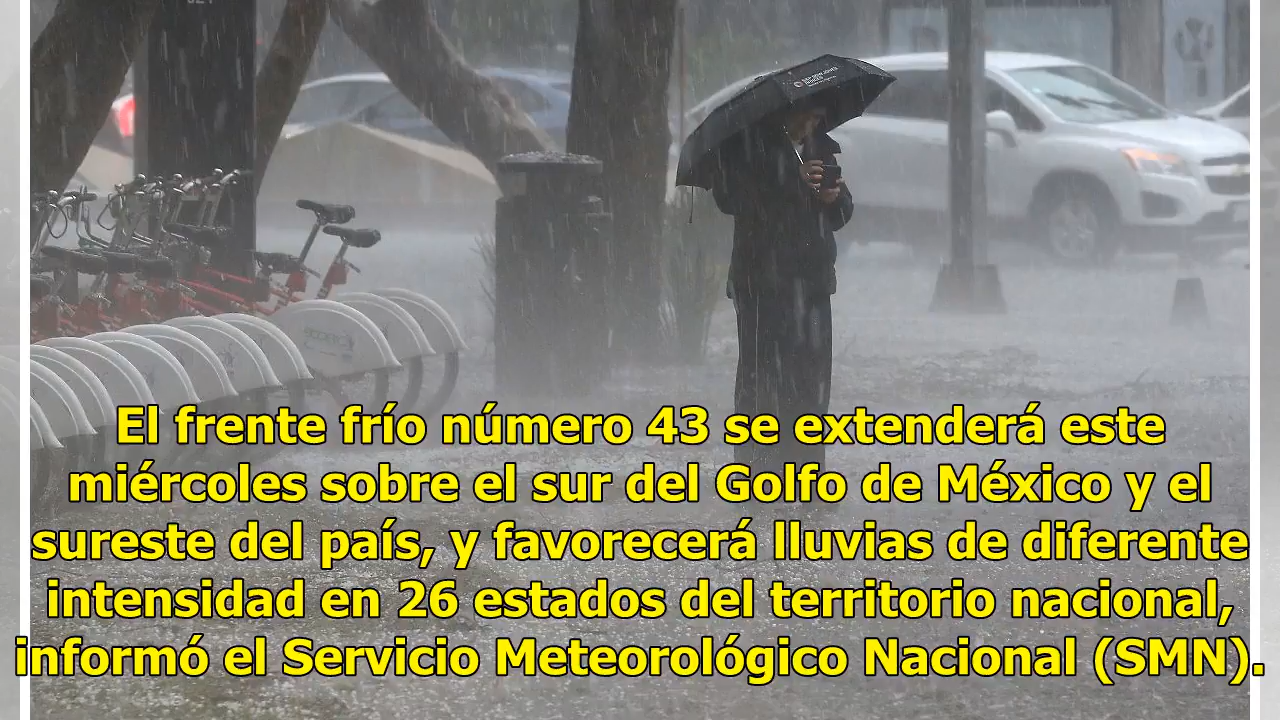 El frente frío número 43 se extenderá este
miércoles sobre el sur del Golfo de México y el
sureste del país, y favorecerá lluvias de diferente
intensidad en 26 estados del territorio nacional,
informó el Servicio Meteorológico Nacional (SMN).